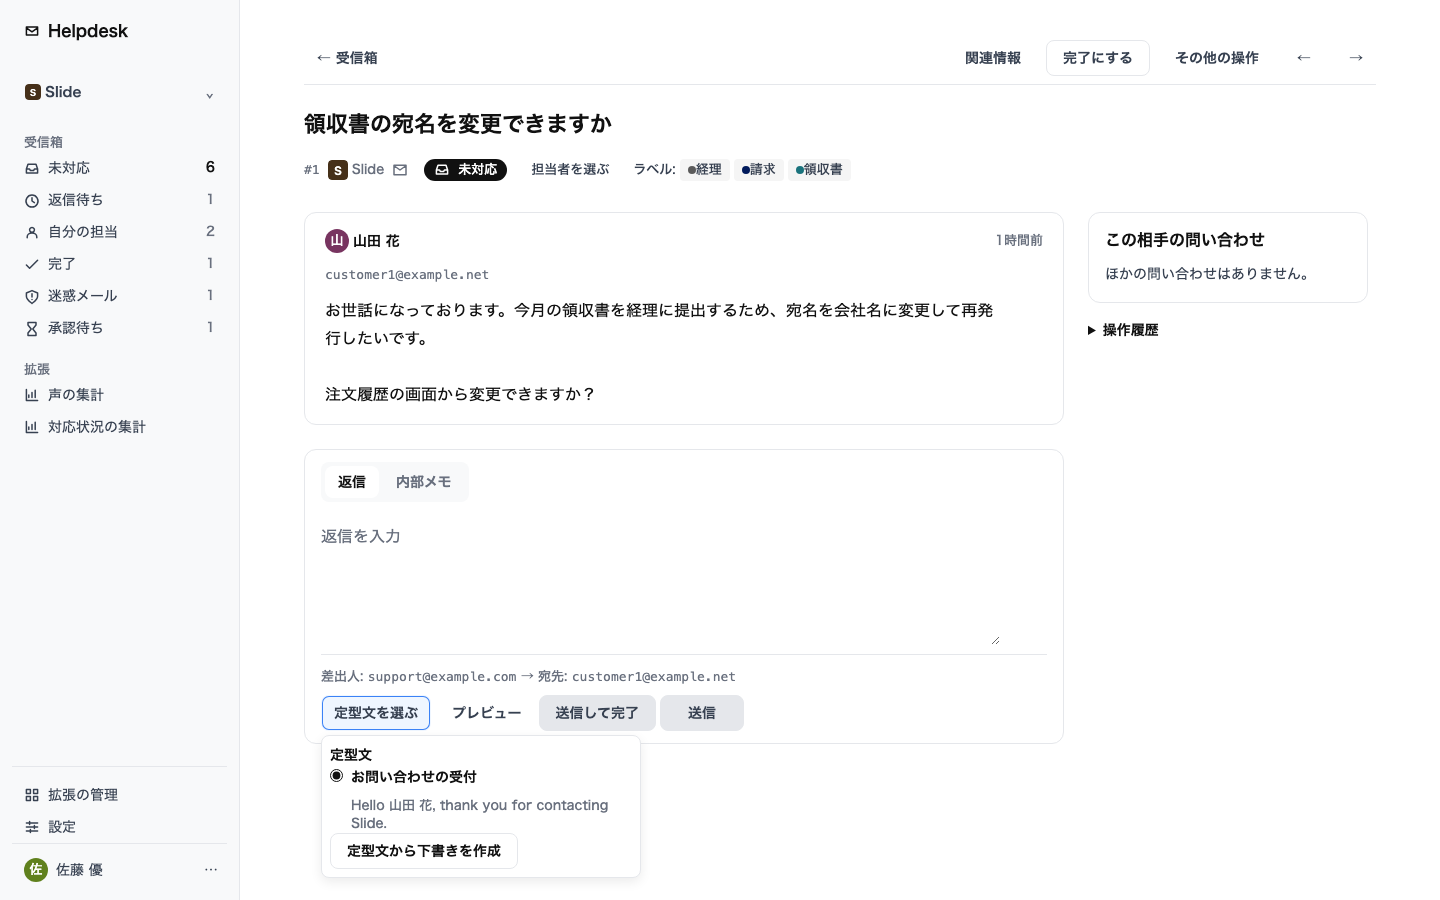 Helpdesk
S Slide
受信箱
未対応 6
返信待ち 1
自分の担当 2
完了 1
迷惑メール 1
承認待ち 1
拡張
声の集計
対応状況の集計
拡張の管理
設定
佐 佐藤 優 …
← 受信箱
関連情報 完了にする その他の操作 ← →
領収書の宛名を変更できますか
#1 S Slide 未対応 担当者を選ぶ ラベル: 経理 請求 領収書
山 山田 花 1時間前
customer1@example.net
お世話になっております。今月の領収書を経理に提出するため、宛名を会社名に変更して再発
行したいです。
注文履歴の画面から変更できますか？
返信 内部メモ
返信を入力
差出人: support@example.com → 宛先: customer1@example.net
定型文を選ぶ プレビュー 送信して完了 送信
定型文
お問い合わせの受付
Hello 山田 花, thank you for contacting
Slide.
定型文から下書きを作成
この相手の問い合わせ
ほかの問い合わせはありません。
操作履歴